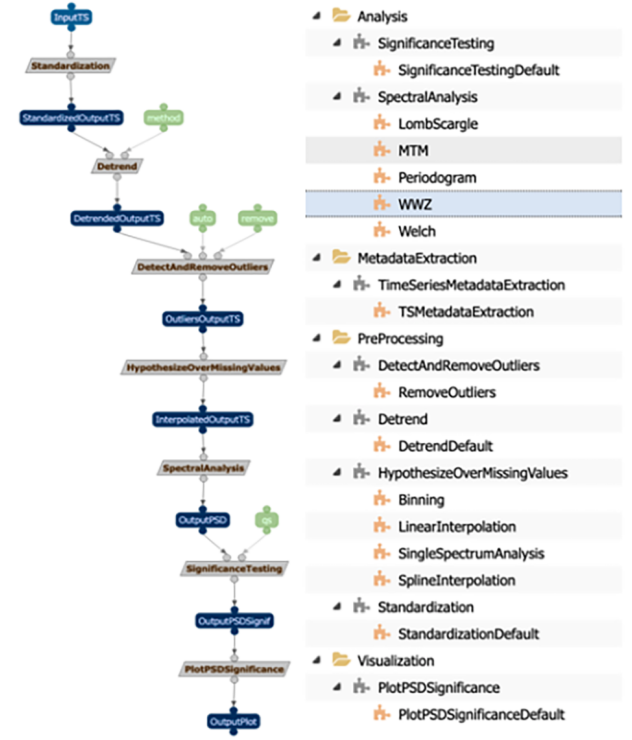 InputTS
Standardization
StandardizedOutputTS
method
Detrend
DetrendedOutputTS
auto
remove
DetectAndRemoveOutliers
OutliersOutputTS
HypothesizeOverMissingValues
InterpolatedOutputTS
SpectralAnalysis
OutputPSD
qs
SignificanceTesting
OutputPSDSignif
PlotPSDSignificance
OutputPlot
Analysis
SignificanceTesting
SignificanceTestingDefault
SpectralAnalysis
LombScargle
MTM
Periodogram
WWZ
Welch
MetadataExtraction
TimeSeriesMetadataExtraction
TSMetadataExtraction
PreProcessing
DetectAndRemoveOutliers
RemoveOutliers
Detrend
DetrendDefault
HypothesizeOverMissingValues
Binning
LinearInterpolation
SingleSpectrumAnalysis
SplineInterpolation
Standardization
StandardizationDefault
Visualization
PlotPSDSignificance
PlotPSDSignificanceDefault